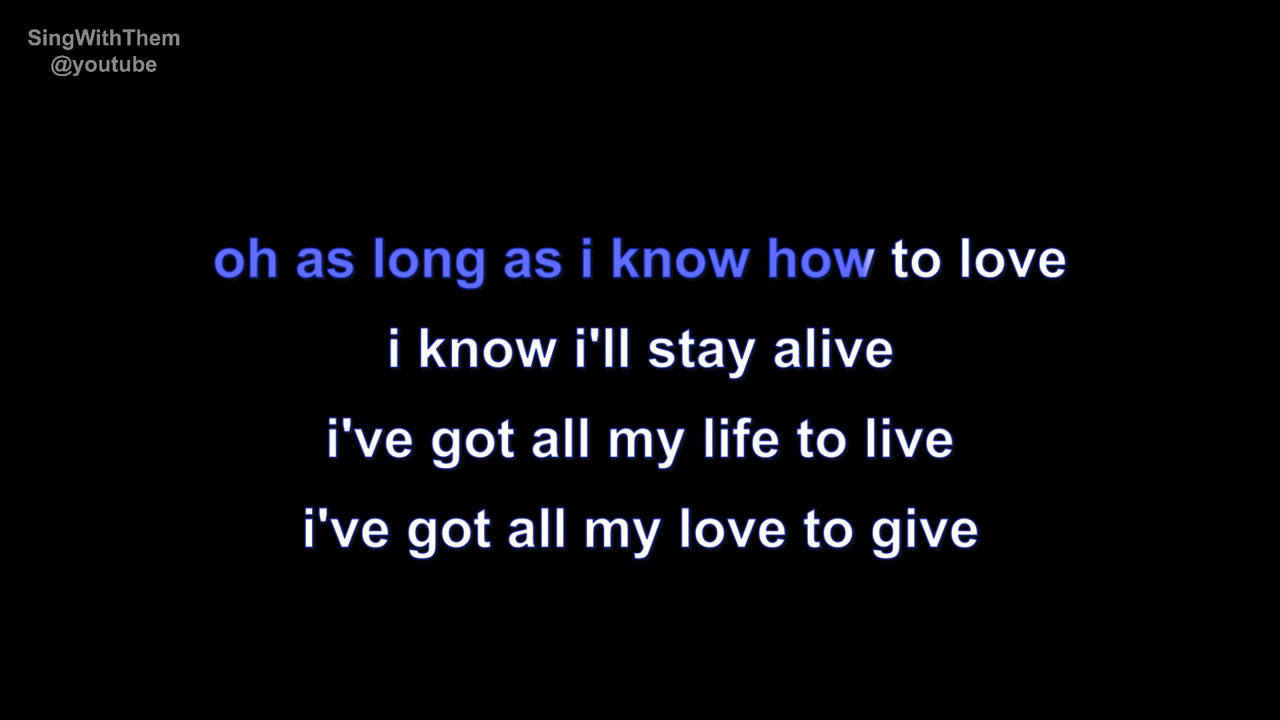 SingWithThem
@youtube
oh as long as i know how to love
i know i'll stay alive
i've got all my life to live
i've got all my love to give